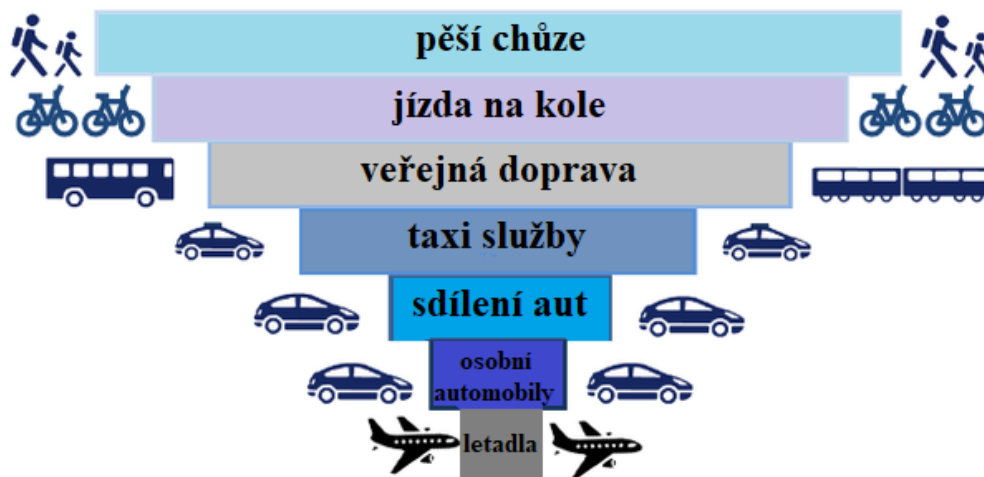 pěší chůze
jízda na kole
veřejná doprava
taxi služby
sdílení aut
osobní
automobily
letadla